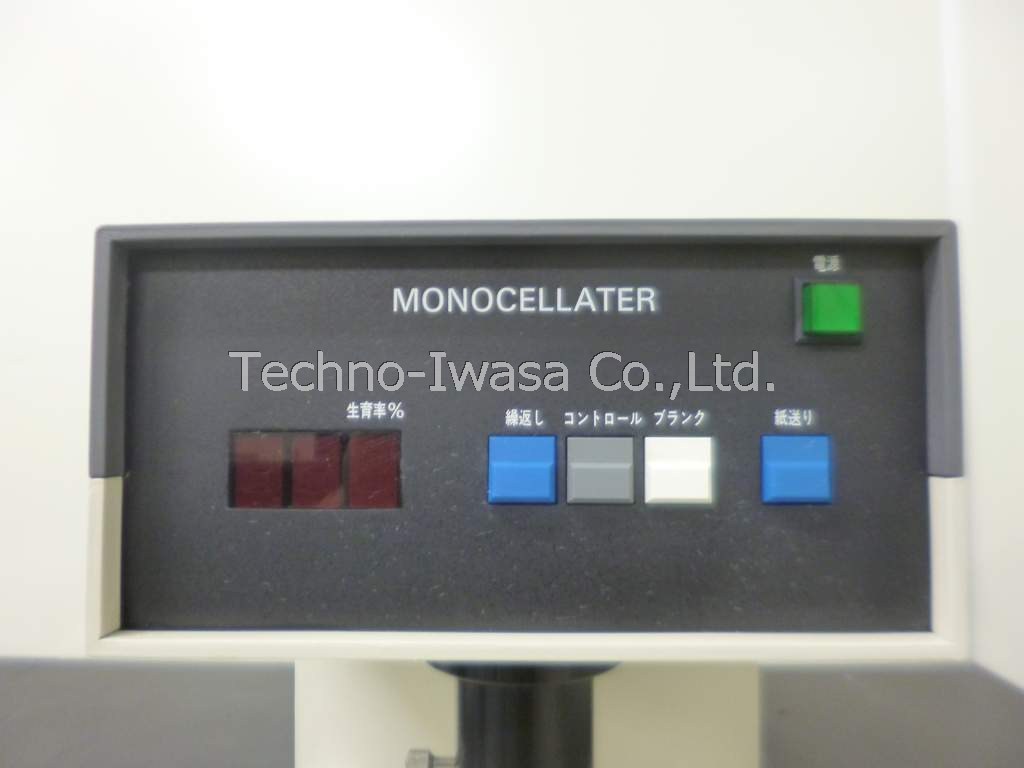 電源
MONOCELLATER
Techno-Iwasa Co.,Ltd.
生育率%
繰返し コントロール ブランク 紙送り